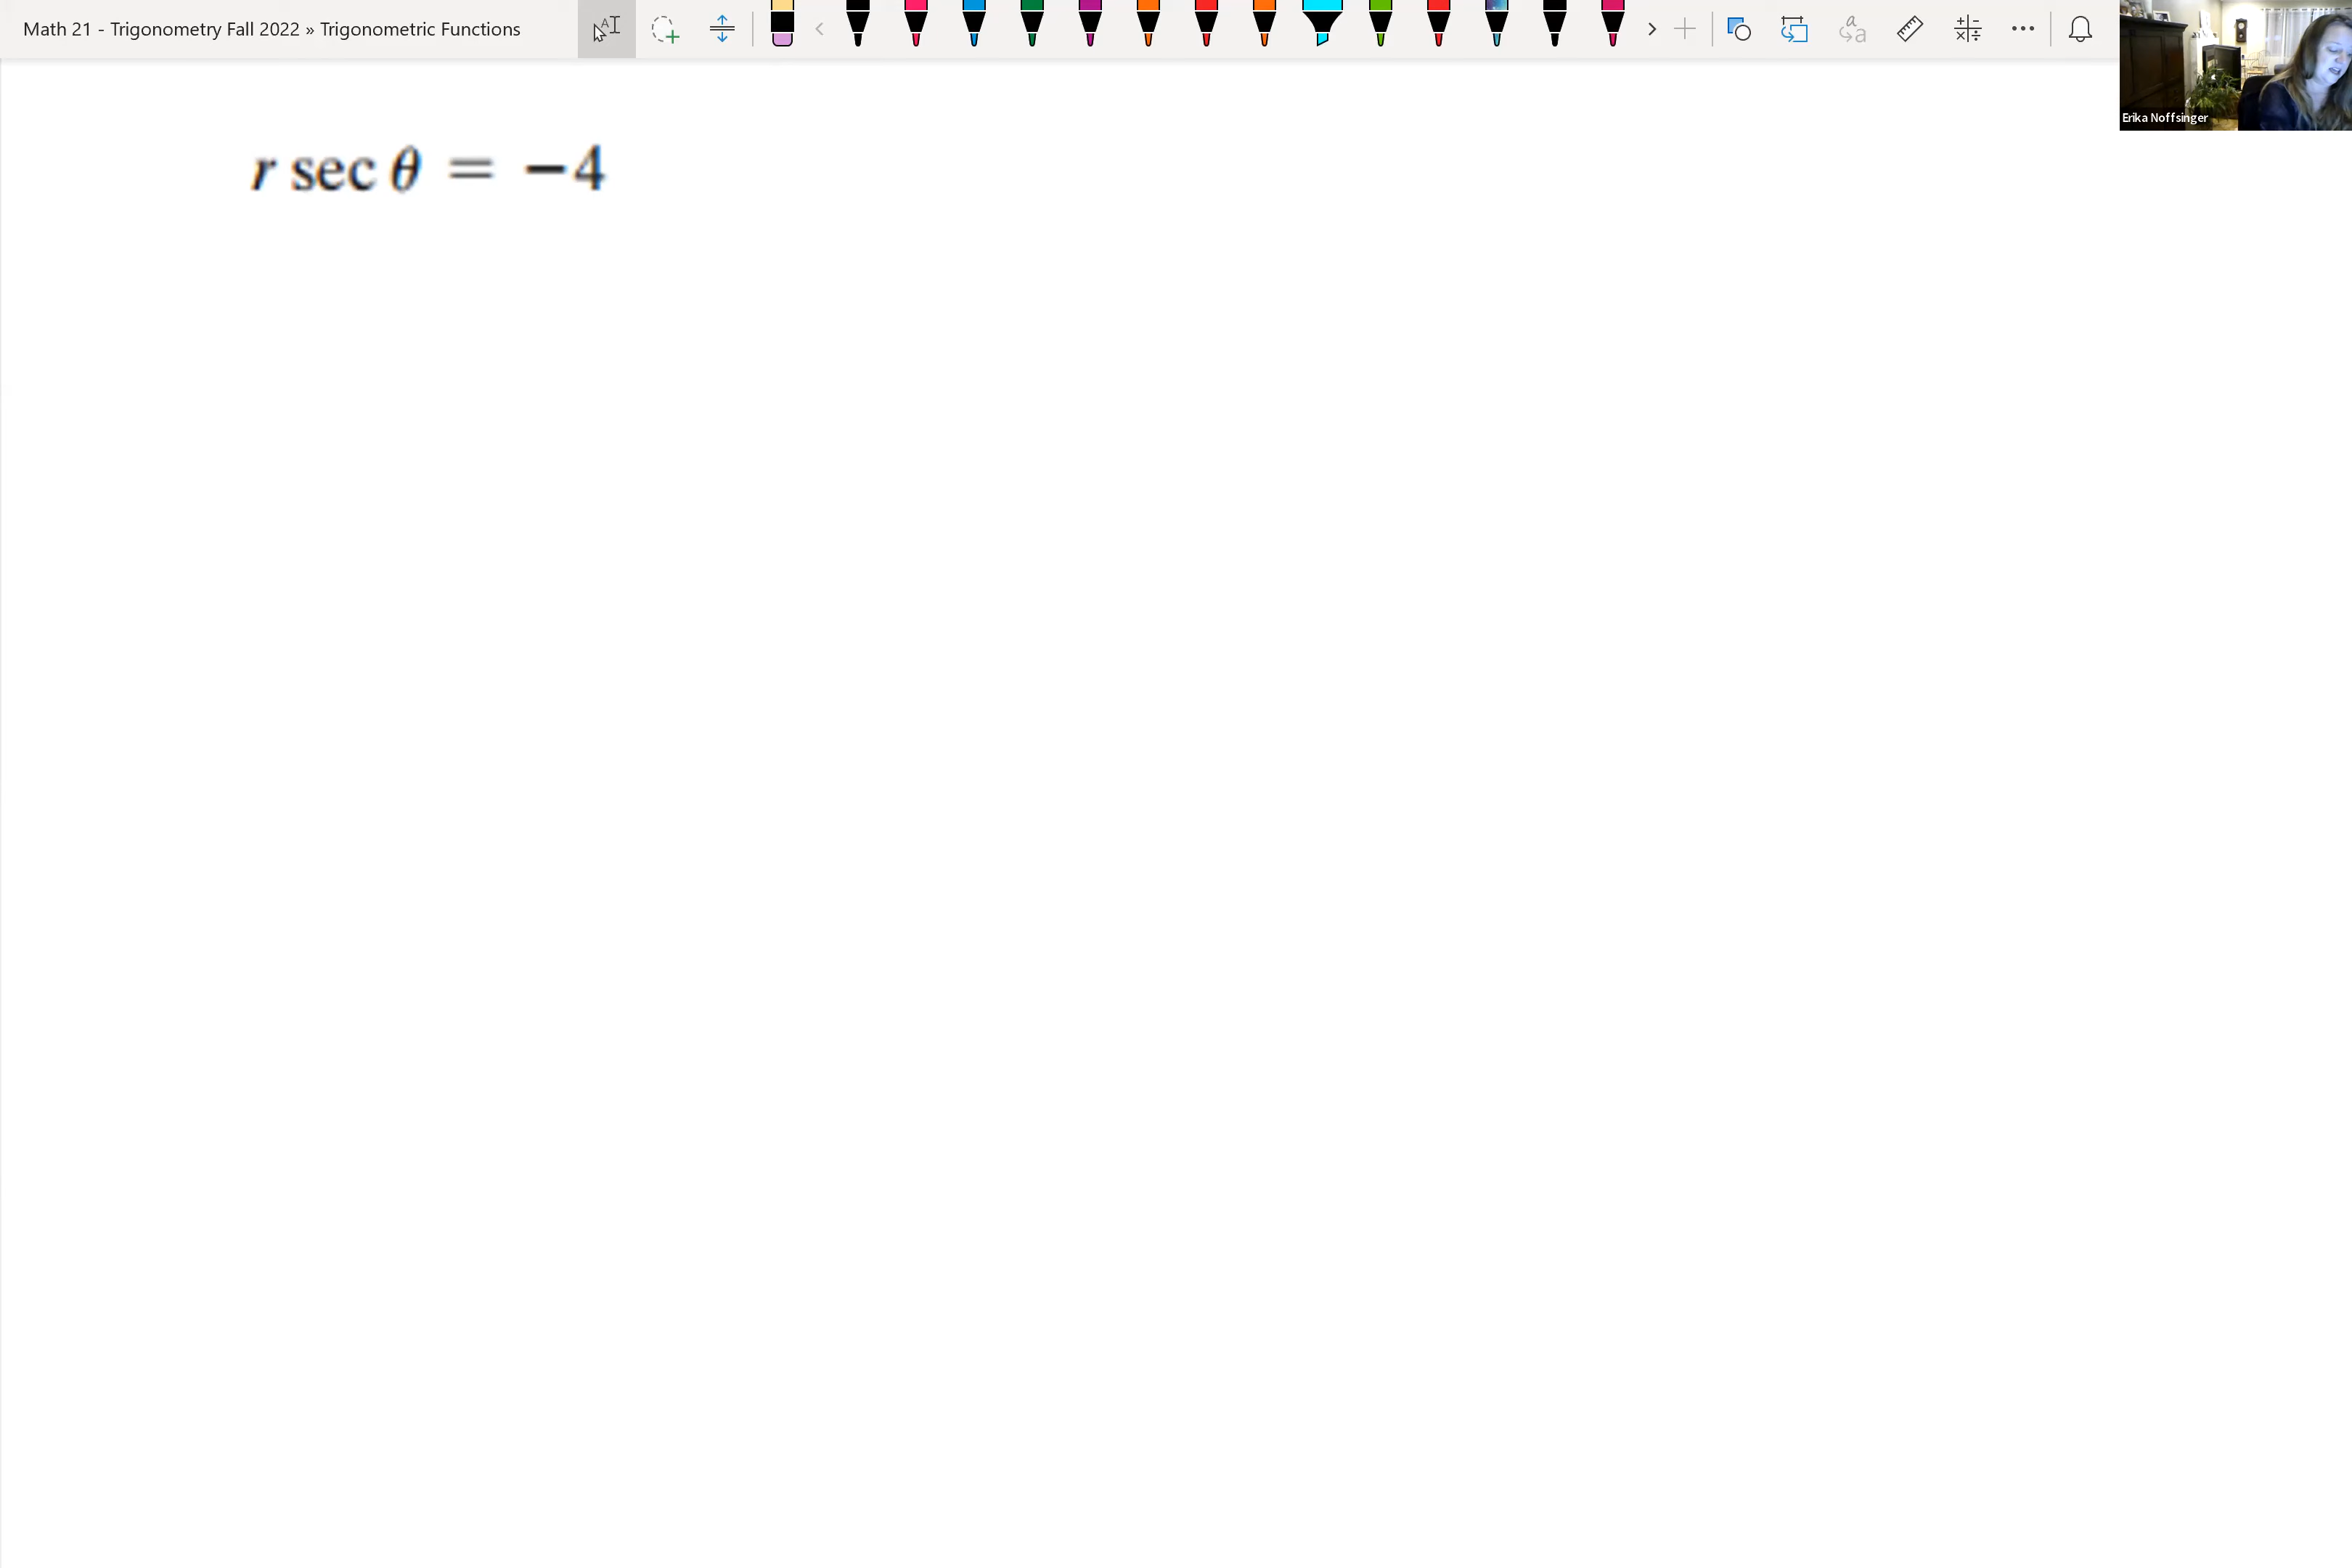 Math 21 - Trigonometry Fall 2022 » Trigonometric Functions
Erika Noffsinger
r sec θ = −4